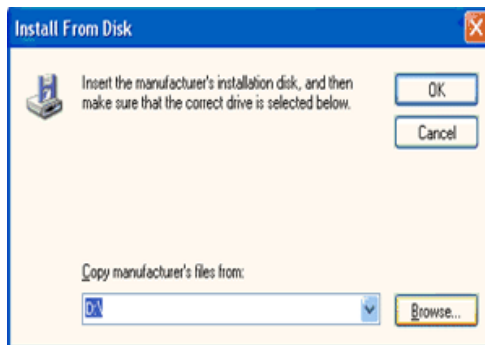 Install From Disk
Insert the manufacturer's installation disk, and then
make sure that the correct drive is selected below.
OK
Cancel
Copy manufacturer's files from:
D:\
Browse...